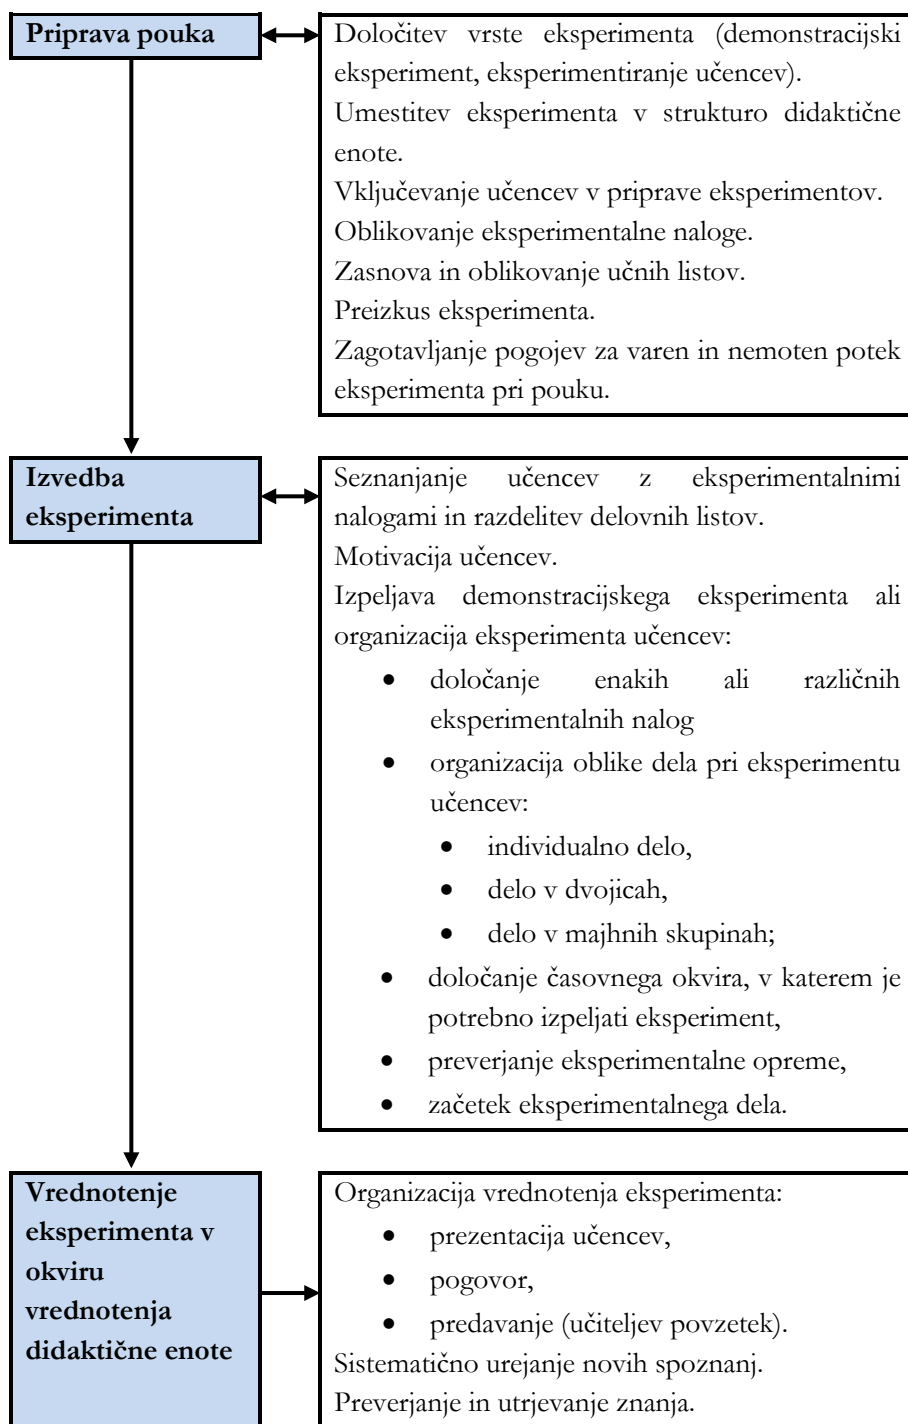 Priprava pouka
Določitev vrste eksperimenta (demonstracijski
eksperiment, eksperimentiranje učencev).
Umestitev eksperimenta v strukturo didaktične
enote.
Vključevanje učencev v priprave eksperimentov.
Oblikovanje eksperimentalne naloge.
Zasnova in oblikovanje učnih listov.
Preizkus eksperimenta.
Zagotavljanje pogojev za varen in nemoten potek
eksperimenta pri pouku.
Izvedba
eksperimenta
Seznanjanje učencev z eksperimentalnimi
nalogami in razdelitev delovnih listov.
Motivacija učencev.
Izpeljava demonstracijskega eksperimenta ali
organizacija eksperimenta učencev:
• določanje enakih ali različnih
eksperimentalnih nalog
• organizacija oblike dela pri eksperimentu
učencev:
• individualno delo,
• delo v dvojicah,
• delo v majhnih skupinah;
• določanje časovnega okvira, v katerem je
potrebno izpeljati eksperiment,
• preverjanje eksperimentalne opreme,
• začetek eksperimentalnega dela.
Vrednotenje
eksperimenta v
okviru
vrednotenja
didaktične enote
Organizacija vrednotenja eksperimenta:
• prezentacija učencev,
• pogovor,
• predavanje (učiteljev povzetek).
Sistematično urejanje novih spoznanj.
Preverjanje in utrjevanje znanja.